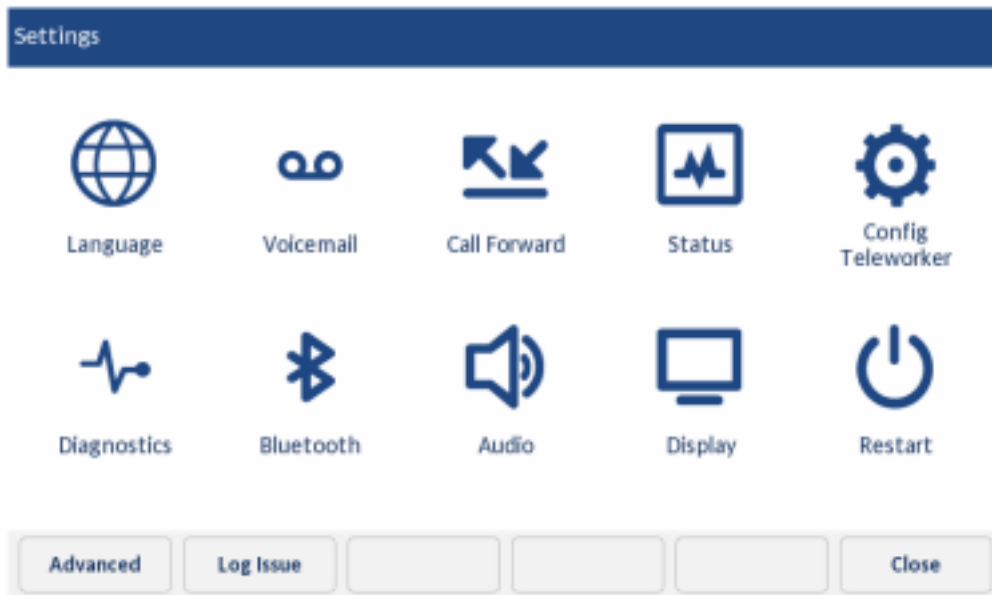 Settings
Language Voicemail Call Forward Status Config
Teleworker
Diagnostics Bluetooth Audio Display Restart
Advanced Log Issue Close